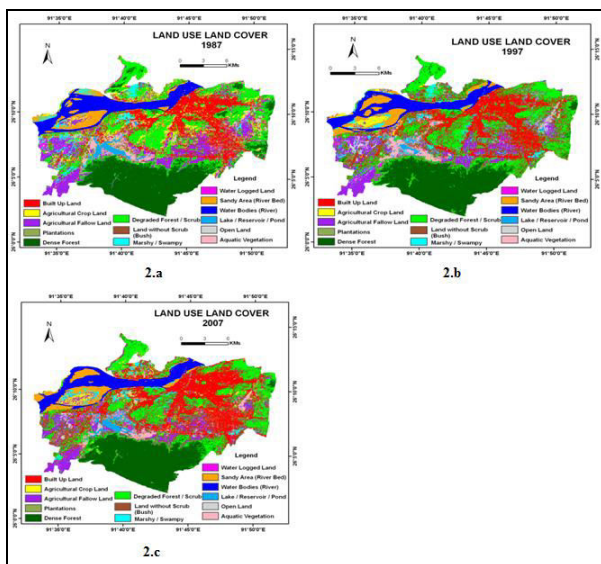 LAND USE LAND COVER
1987
N
0 3 6
KMs
91°35'0"E 91°40'0"E 91°45'0"E 91°50'0"E
Legend
Built Up Land
Agricultural Crop Land
Agricultural Fallow Land
Plantations
Dense Forest
Degraded Forest / Scrub
Land without Scrub
(Bush)
Marshy / Swampy
Water Logged Land
Sandy Area (River Bed)
Water Bodies (River)
Lake / Reservoir / Pond
Open Land
Aquatic Vegetation
91°35'0"E 91°40'0"E 91°45'0"E 91°50'0"E
2.a
LAND USE LAND COVER
1997
N
0 3 6
KMs
91°35'0"E 91°40'0"E 91°45'0"E 91°50'0"E
Legend
Built Up Land
Agricultural Crop Land
Agricultural Fallow Land
Plantations
Dense Forest
Degraded Forest / Scrub
Land without Scrub
(Bush)
Marshy / Swampy
Water Logged Land
Sandy Area (River Bed)
Water Bodies (River)
Lake / Reservoir / Pond
Open Land
Aquatic Vegetation
91°35'0"E 91°40'0"E 91°45'0"E 91°50'0"E
2.b
LAND USE LAND COVER
2007
N
0 3 6
KMs
91°35'0"E 91°40'0"E 91°45'0"E 91°50'0"E
Legend
Built Up Land
Agricultural Crop Land
Agricultural Fallow Land
Plantations
Dense Forest
Degraded Forest / Scrub
Land without Scrub
(Bush)
Marshy / Swampy
Water Logged Land
Sandy Area (River Bed)
Water Bodies (River)
Lake / Reservoir / Pond
Open Land
Aquatic Vegetation
91°35'0"E 91°40'0"E 91°45'0"E 91°50'0"E
2.c